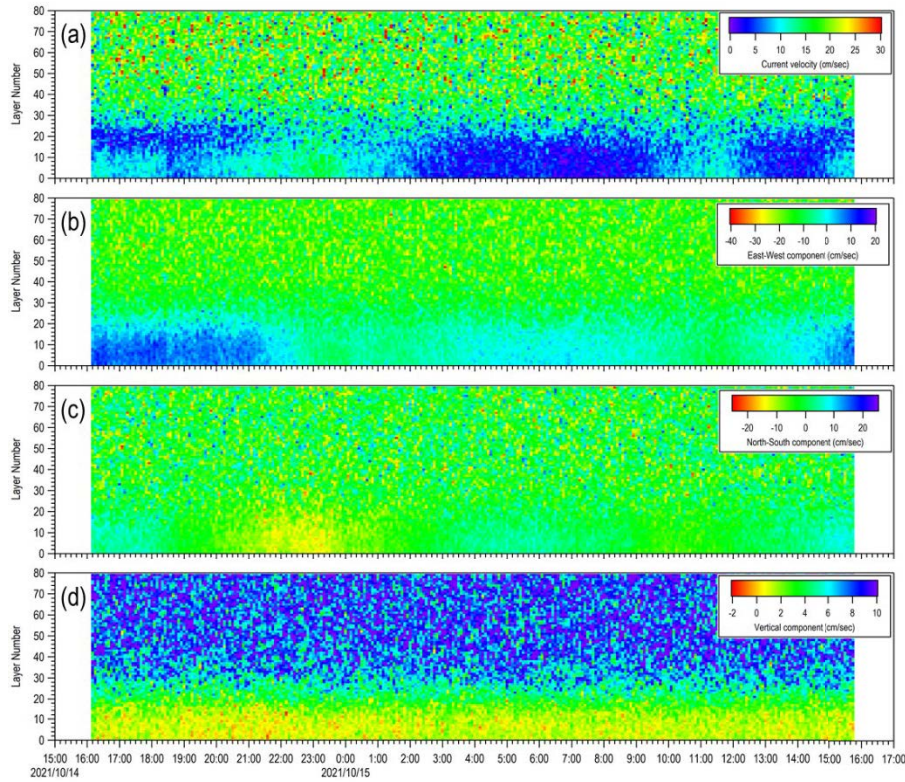 (a)
Layer Number
80
70
60
50
40
30
20
10
0
0 5 10 15 20 25 30
Current velocity (cm/sec)
(b)
Layer Number
80
70
60
50
40
30
20
10
0
-40 -30 -20 -10 0 10 20
East-West component (cm/sec)
(c)
Layer Number
80
70
60
50
40
30
20
10
0
-20 -10 0 10 20
North-South component (cm/sec)
(d)
Layer Number
80
70
60
50
40
30
20
10
0
-2 0 2 4 6 8 10
Vertical component (cm/sec)
15:00 16:00 17:00 18:00 19:00 20:00 21:00 22:00 23:00 0:00 1:00 2:00 3:00 4:00 5:00 6:00 7:00 8:00 9:00 10:00 11:00 12:00 13:00 14:00 15:00 16:00 17:00
2021/10/14 2021/10/15